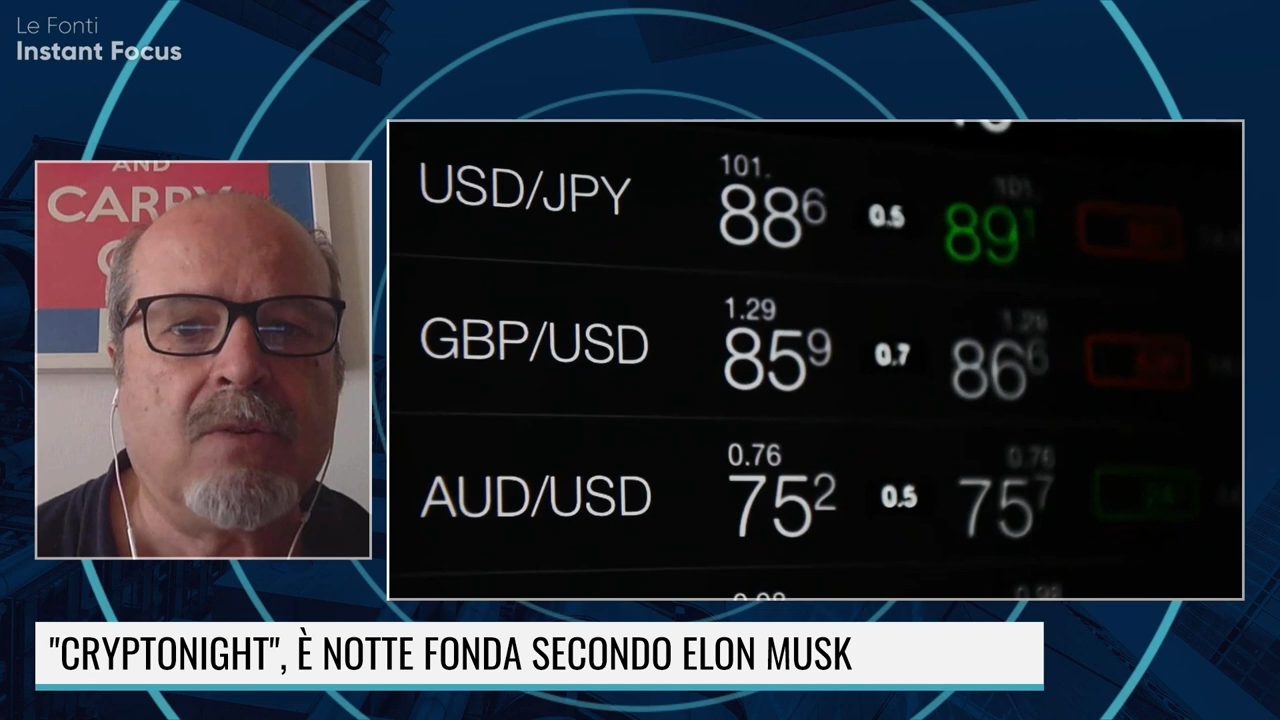 Le Fonti
Instant Focus
AND
CARRY
USD/JPY 101. 88⁶ 0.5 101. 89¹
GBP/USD 1.29 85⁹ 0.7 1.29 86⁶
AUD/USD 0.76 75² 0.5 0.76 75⁷
"CRYPTONIGHT", È NOTTE FONDA SECONDO ELON MUSK